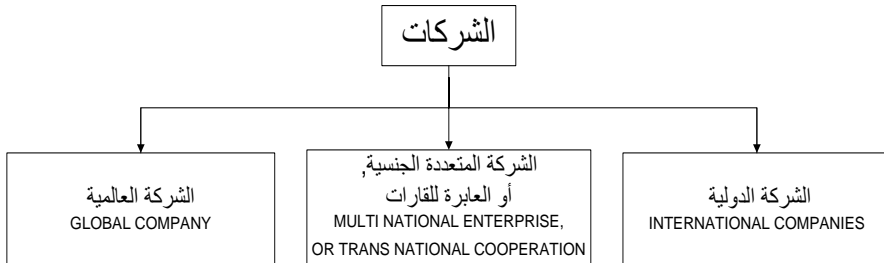 الشركات
الشركة الدولية
INTERNATIONAL COMPANIES
الشركة المتعددة الجنسية,
أو العابرة للقارات
MULTI NATIONAL ENTERPRISE,
OR TRANS NATIONAL COOPERATION
الشركة العالمية
GLOBAL COMPANY